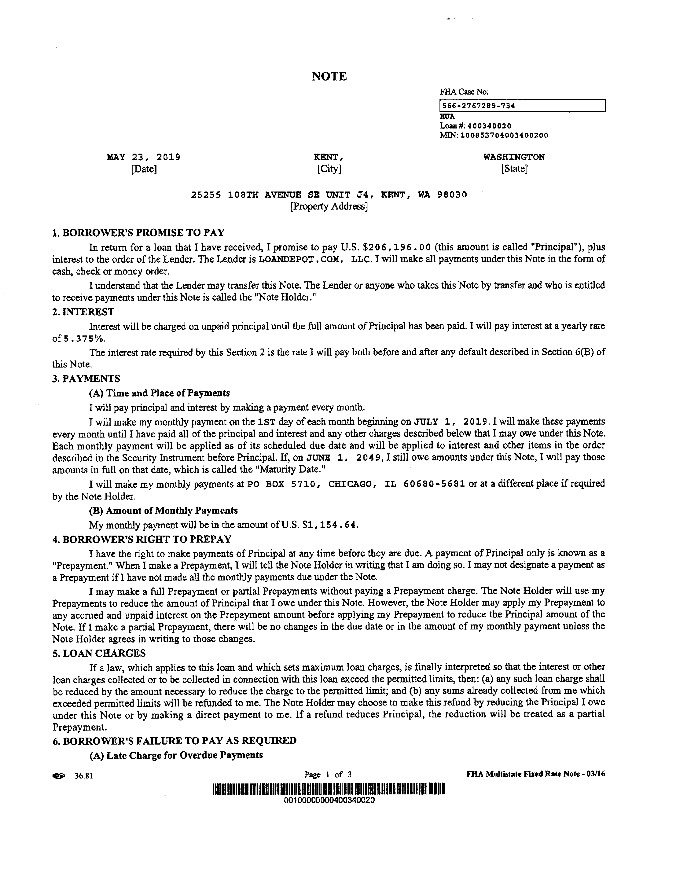 NOTE
FHA Case No.
566-2767289-734
HUA
Loan #: 400340020
MIN: 100853704003400200
MAY 23, 2019 KENT, WASHINGTON
[Date] [City] [State]
25255 108TH AVENUE SE UNIT J4, KENT, WA 98030
[Property Address]
1. BORROWER'S PROMISE TO PAY
In return for a loan that I have received, I promise to pay U.S. $206,196.00 (this amount is called "Principal"), plus
interest to the order of the Lender. The Lender is LOANDEPOT.COM, LLC. I will make all payments under this Note in the form of
cash, check or money order.
I understand that the Lender may transfer this Note. The Lender or anyone who takes this Note by transfer and who is entitled
to receive payments under this Note is called the "Note Holder."
2. INTEREST
Interest will be charged on unpaid principal until the full amount of Principal has been paid. I will pay interest at a yearly rate
of 5.375%.
The interest rate required by this Section 2 is the rate I will pay both before and after any default described in Section 6(B) of
this Note.
3. PAYMENTS
(A) Time and Place of Payments
I will pay principal and interest by making a payment every month.
I will make my monthly payment on the 1ST day of each month beginning on JULY 1, 2019. I will make these payments
every month until I have paid all of the principal and interest and any other charges described below that I may owe under this Note.
Each monthly payment will be applied as of its scheduled due date and will be applied to interest and other items in the order
described in the Security Instrument before Principal. If, on JUNE 1, 2049, I still owe amounts under this Note, I will pay those
amounts in full on that date, which is called the "Maturity Date."
I will make my monthly payments at PO BOX 5710, CHICAGO, IL 60680-5681 or at a different place if required
by the Note Holder.
(B) Amount of Monthly Payments
My monthly payment will be in the amount of U.S. $1,154.64.
4. BORROWER'S RIGHT TO PREPAY
I have the right to make payments of Principal at any time before they are due. A payment of Principal only is known as a
"Prepayment." When I make a Prepayment, I will tell the Note Holder in writing that I am doing so. I may not designate a payment as
a Prepayment if I have not made all the monthly payments due under the Note.
I may make a full Prepayment or partial Prepayments without paying a Prepayment charge. The Note Holder will use my
Prepayments to reduce the amount of Principal that I owe under this Note. However, the Note Holder may apply my Prepayment to
any accrued and unpaid interest on the Prepayment amount before applying my Prepayment to reduce the Principal amount of the
Note. If I make a partial Prepayment, there will be no changes in the due date or in the amount of my monthly payment unless the
Note Holder agrees in writing to those changes.
5. LOAN CHARGES
If a law, which applies to this loan and which sets maximum loan charges, is finally interpreted so that the interest or other
loan charges collected or to be collected in connection with this loan exceed the permitted limits, then: (a) any such loan charge shall
be reduced by the amount necessary to reduce the charge to the permitted limit; and (b) any sums already collected from me which
exceeded permitted limits will be refunded to me. The Note Holder may choose to make this refund by reducing the Principal I owe
under this Note or by making a direct payment to me. If a refund reduces Principal, the reduction will be treated as a partial
Prepayment.
6. BORROWER'S FAILURE TO PAY AS REQUIRED
(A) Late Charge for Overdue Payments
36.81 Page 1 of 3 FHA Multistate Fixed Rate Note - 03/16
00100000000400340020